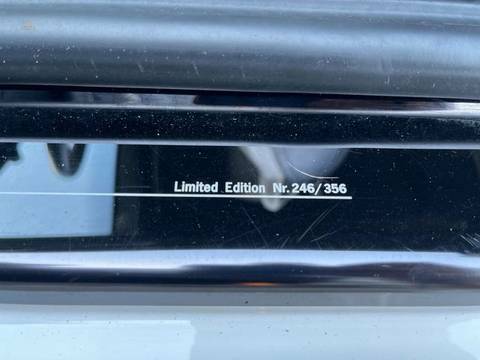 Limited Edition Nr. 246/356